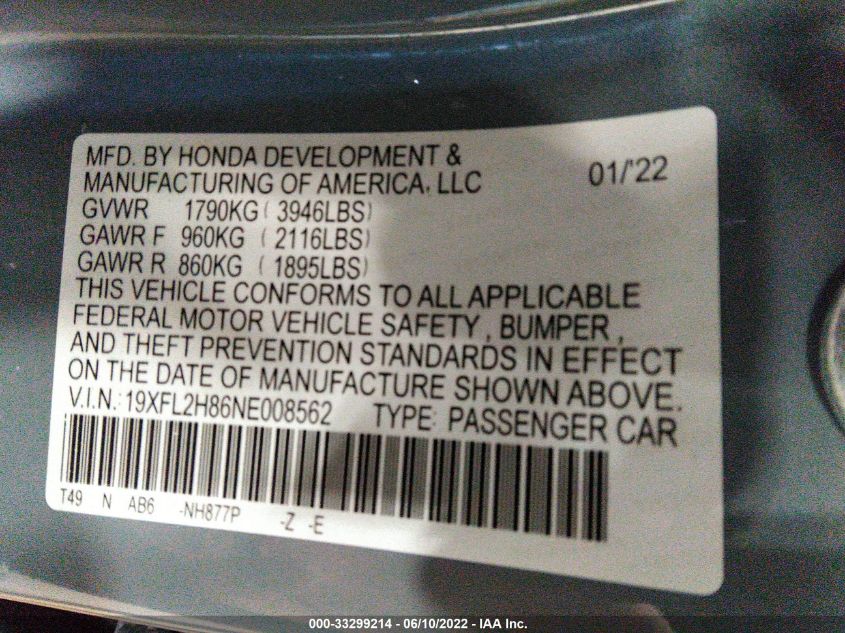 MFD. BY HONDA DEVELOPMENT &
MANUFACTURING OF AMERICA, LLC 01/'22
GVWR 1790KG ( 3946LBS)
GAWR F 960KG ( 2116LBS)
GAWR R 860KG ( 1895LBS)
THIS VEHICLE CONFORMS TO ALL APPLICABLE
FEDERAL MOTOR VEHICLE SAFETY , BUMPER ,
AND THEFT PREVENTION STANDARDS IN EFFECT
ON THE DATE OF MANUFACTURE SHOWN ABOVE.
V.I.N.: 19XFL2H86NE008562 TYPE: PASSENGER CAR
T49 N AB6 -NH877P -Z -E
000-33299214 - 06/10/2022 - IAA Inc.